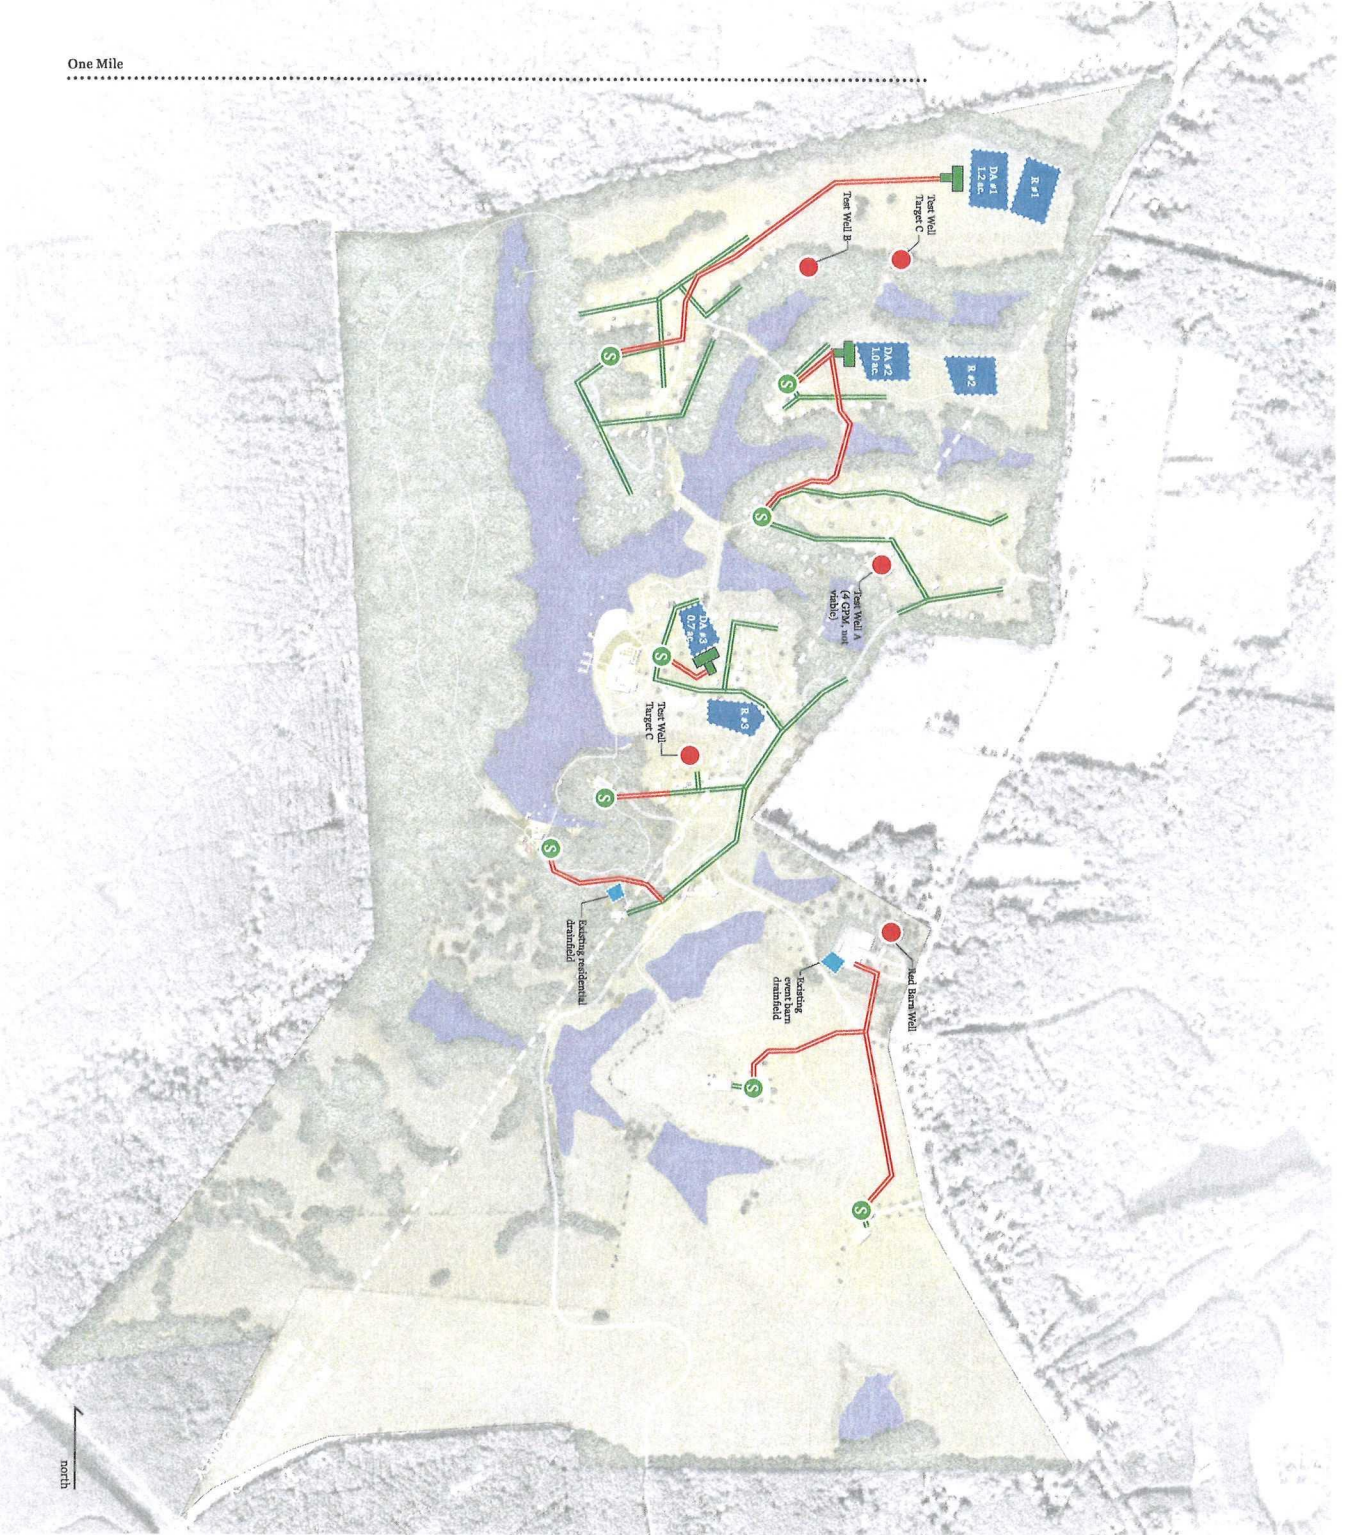 One Mile
R #1
DA #1
1.2 ac.
Test Well
Target C
Test Well B
DA #2
1.0 ac.
R #2
Test Well A
(4 GPM, not
viable)
DA #3
0.7 ac.
R #3
Test Well
Target C
Existing residential
drainfield
Red Barn Well
Existing
event barn
drainfield
S
S
S
S
S
S
S
S
north